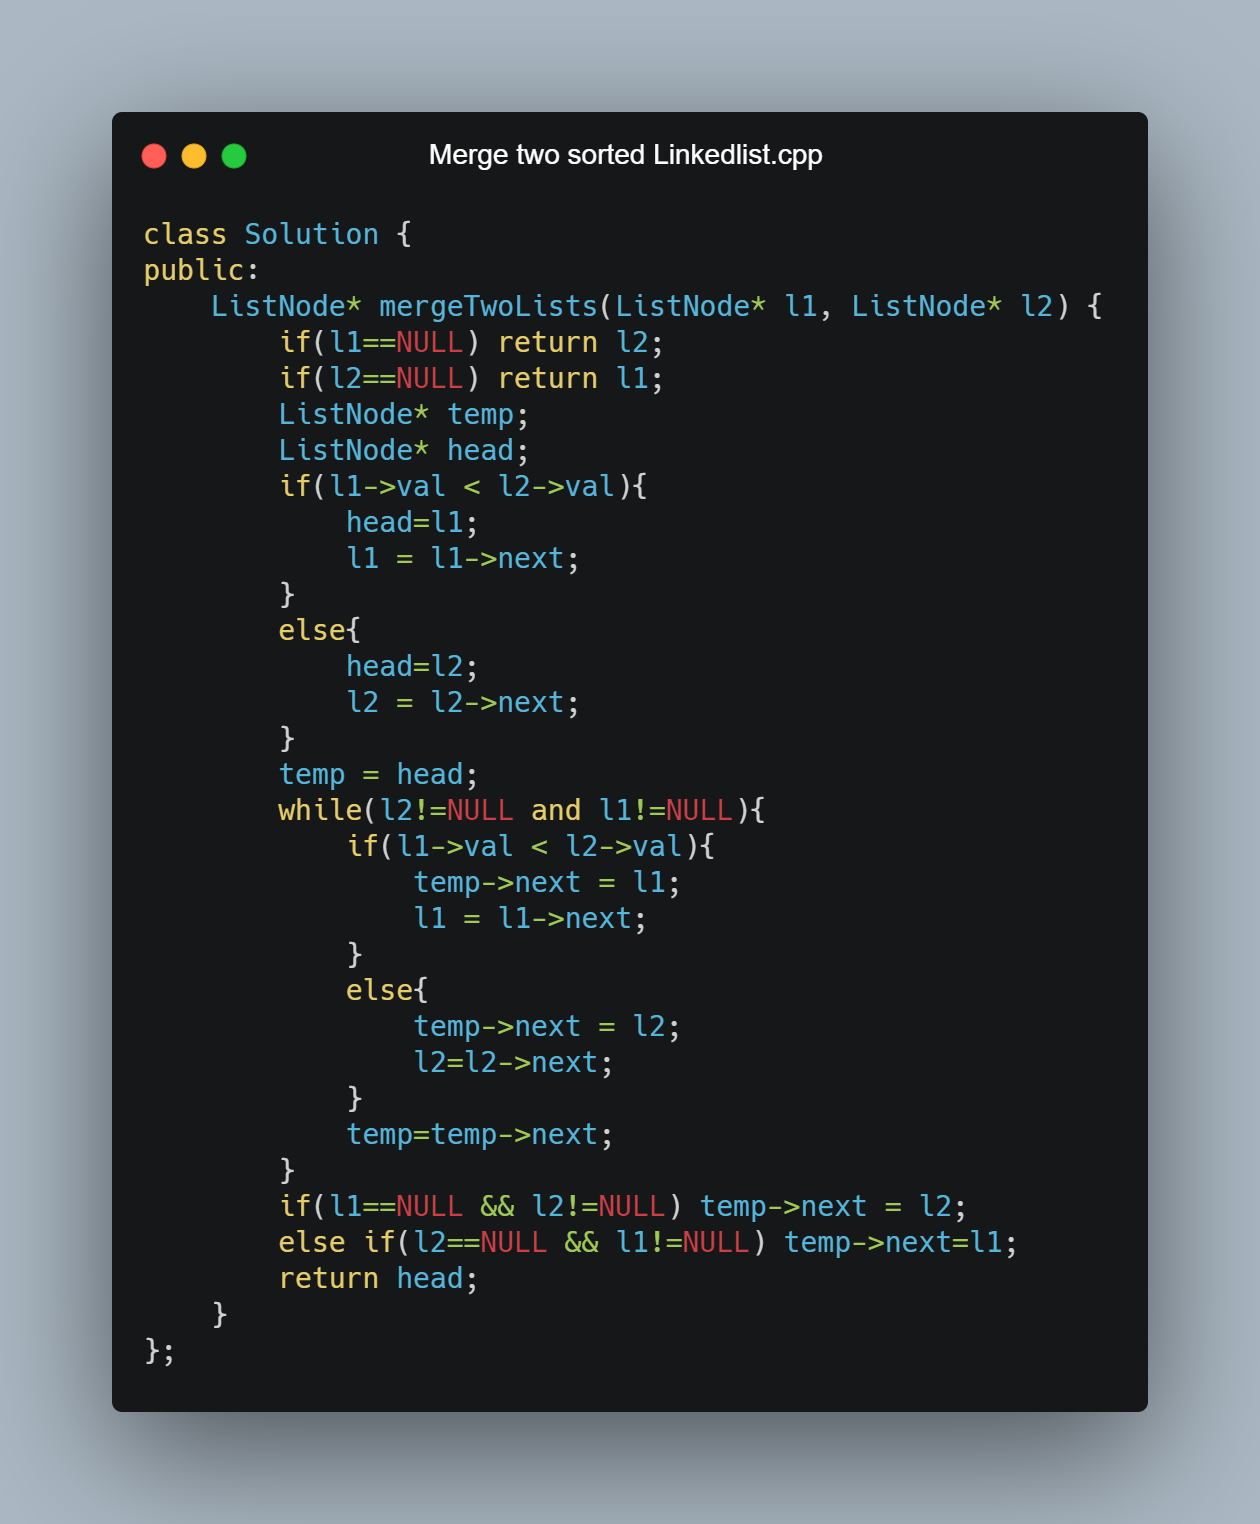 Merge two sorted Linkedlist.cpp
class Solution {
public:
    ListNode* mergeTwoLists(ListNode* l1, ListNode* l2) {
        if(l1==NULL) return l2;
        if(l2==NULL) return l1;
        ListNode* temp;
        ListNode* head;
        if(l1->val < l2->val){
            head=l1;
            l1 = l1->next;
        }
        else{
            head=l2;
            l2 = l2->next;
        }
        temp = head;
        while(l2!=NULL and l1!=NULL){
            if(l1->val < l2->val){
                temp->next = l1;
                l1 = l1->next;
            }
            else{
                temp->next = l2;
                l2=l2->next;
            }
            temp=temp->next;
        }
        if(l1==NULL && l2!=NULL) temp->next = l2;
        else if(l2==NULL && l1!=NULL) temp->next=l1;
        return head;
    }
};